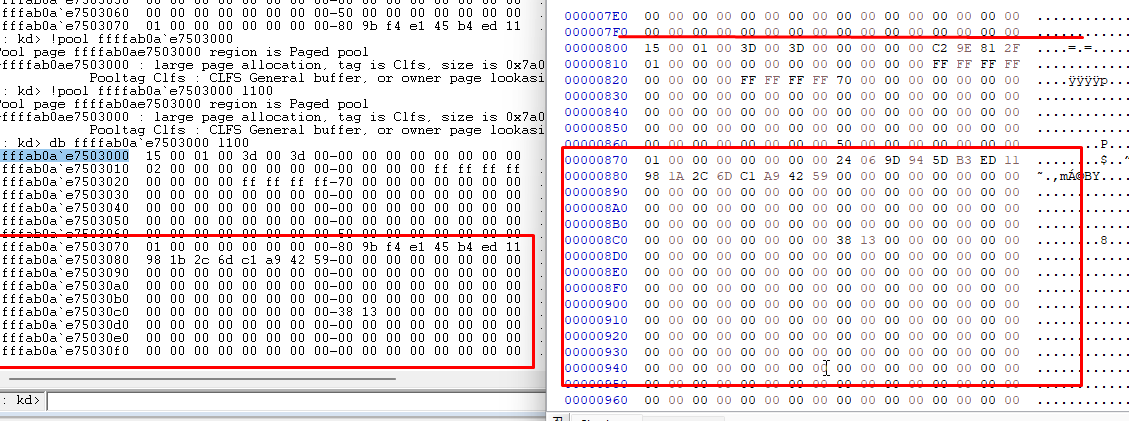 fffab0a`e7503060 00 00 00 00 00 00 00 00-50 00 00 00 00 00 00 00
fffab0a`e7503070 01 00 00 00 00 00 00 00-80 9b f4 e1 45 b4 ed 11
: kd> !pool ffffab0a`e7503000
ool page ffffab0ae7503000 region is Paged pool
ffffab0ae7503000 : large page allocation, tag is Clfs, size is 0x7a0
Pooltag Clfs : CLFS General buffer, or owner page lookasi
: kd> !pool ffffab0ae7503000 1100
ool page ffffab0ae7503000 region is Paged pool
ffffab0ae7503000 : large page allocation, tag is Clfs, size is 0x7a0
Pooltag Clfs : CLFS General buffer, or owner page lookasi
: kd> db ffffab0a`e7503000 1100
fffab0a`e7503000 15 00 01 00 3d 00 3d 00-00 00 00 00 00 00 00 00
fffab0a`e7503010 02 00 00 00 00 00 00 00-00 00 00 00 ff ff ff ff
fffab0a`e7503020 00 00 00 00 ff ff ff ff-70 00 00 00 00 00 00 00
fffab0a`e7503030 00 00 00 00 00 00 00 00-00 00 00 00 00 00 00 00
fffab0a`e7503040 00 00 00 00 00 00 00 00-00 00 00 00 00 00 00 00
fffab0a`e7503050 00 00 00 00 00 00 00 00-00 00 00 00 00 00 00 00
fffab0a`e7503060 00 00 00 00 00 00 00 00-50 00 00 00 00 00 00 00
fffab0a`e7503070 01 00 00 00 00 00 00 00-80 9b f4 e1 45 b4 ed 11
fffab0a`e7503080 98 1b 2c 6d c1 a9 42 59-00 00 00 00 00 00 00 00
fffab0a`e7503090 00 00 00 00 00 00 00 00-00 00 00 00 00 00 00 00
fffab0a`e75030a0 00 00 00 00 00 00 00 00-00 00 00 00 00 00 00 00
fffab0a`e75030b0 00 00 00 00 00 00 00 00-00 00 00 00 00 00 00 00
fffab0a`e75030c0 00 00 00 00 00 00 00 00-38 13 00 00 00 00 00 00
fffab0a`e75030d0 00 00 00 00 00 00 00 00-00 00 00 00 00 00 00 00
fffab0a`e75030e0 00 00 00 00 00 00 00 00-00 00 00 00 00 00 00 00
fffab0a`e75030f0 00 00 00 00 00 00 00 00-00 00 00 00 00 00 00 00
: kd>
000007E0 00 00 00 00 00 00 00 00 00 00 00 00 00 00 00 00 ..........
000007F0 00 00 00 00 00 00 00 00 00 00 00 00 00 00 00 00
00000800 15 00 01 00 3D 00 3D 00 00 00 00 00 C2 9E 81 2F ....=.=...
00000810 01 00 00 00 00 00 00 00 00 00 00 00 FF FF FF FF ..........
00000820 00 00 00 00 FF FF FF FF 70 00 00 00 00 00 00 00 ....ÿÿÿÿp.
00000830 00 00 00 00 00 00 00 00 00 00 00 00 00 00 00 00 ..........
00000840 00 00 00 00 00 00 00 00 00 00 00 00 00 00 00 00 ..........
00000850 00 00 00 00 00 00 00 00 00 00 00 00 00 00 00 00 ..........
00000860 00 00 00 00 00 00 00 00 50 00 00 00 00 00 00 00 ........P.
00000870 01 00 00 00 00 00 00 00 24 06 9D 94 5D B3 ED 11 ........$..
00000880 98 1A 2C 6D C1 A9 42 59 00 00 00 00 00 00 00 00 ˜.,mÁ©BY..
00000890 00 00 00 00 00 00 00 00 00 00 00 00 00 00 00 00 ..........
000008A0 00 00 00 00 00 00 00 00 00 00 00 00 00 00 00 00 ..........
000008B0 00 00 00 00 00 00 00 00 00 00 00 00 00 00 00 00 ..........
000008C0 00 00 00 00 00 00 00 00 38 13 00 00 00 00 00 00 ........8.
000008D0 00 00 00 00 00 00 00 00 00 00 00 00 00 00 00 00 ..........
000008E0 00 00 00 00 00 00 00 00 00 00 00 00 00 00 00 00 ..........
000008F0 00 00 00 00 00 00 00 00 00 00 00 00 00 00 00 00 ..........
00000900 00 00 00 00 00 00 00 00 00 00 00 00 00 00 00 00 ..........
00000910 00 00 00 00 00 00 00 00 00 00 00 00 00 00 00 00 ..........
00000920 00 00 00 00 00 00 00 00 00 00 00 00 00 00 00 00 ..........
00000930 00 00 00 00 00 00 00 00 00 00 00 00 00 00 00 00 ..........
00000940 00 00 00 00 00 00 00 00 00 00 00 00 00 00 00 00 ..........
00000950 00 00 00 00 00 00 00 00 00 00 00 00 00 00 00 00 ..........
00000960 00 00 00 00 00 00 00 00 00 00 00 00 00 00 00 00 ..........